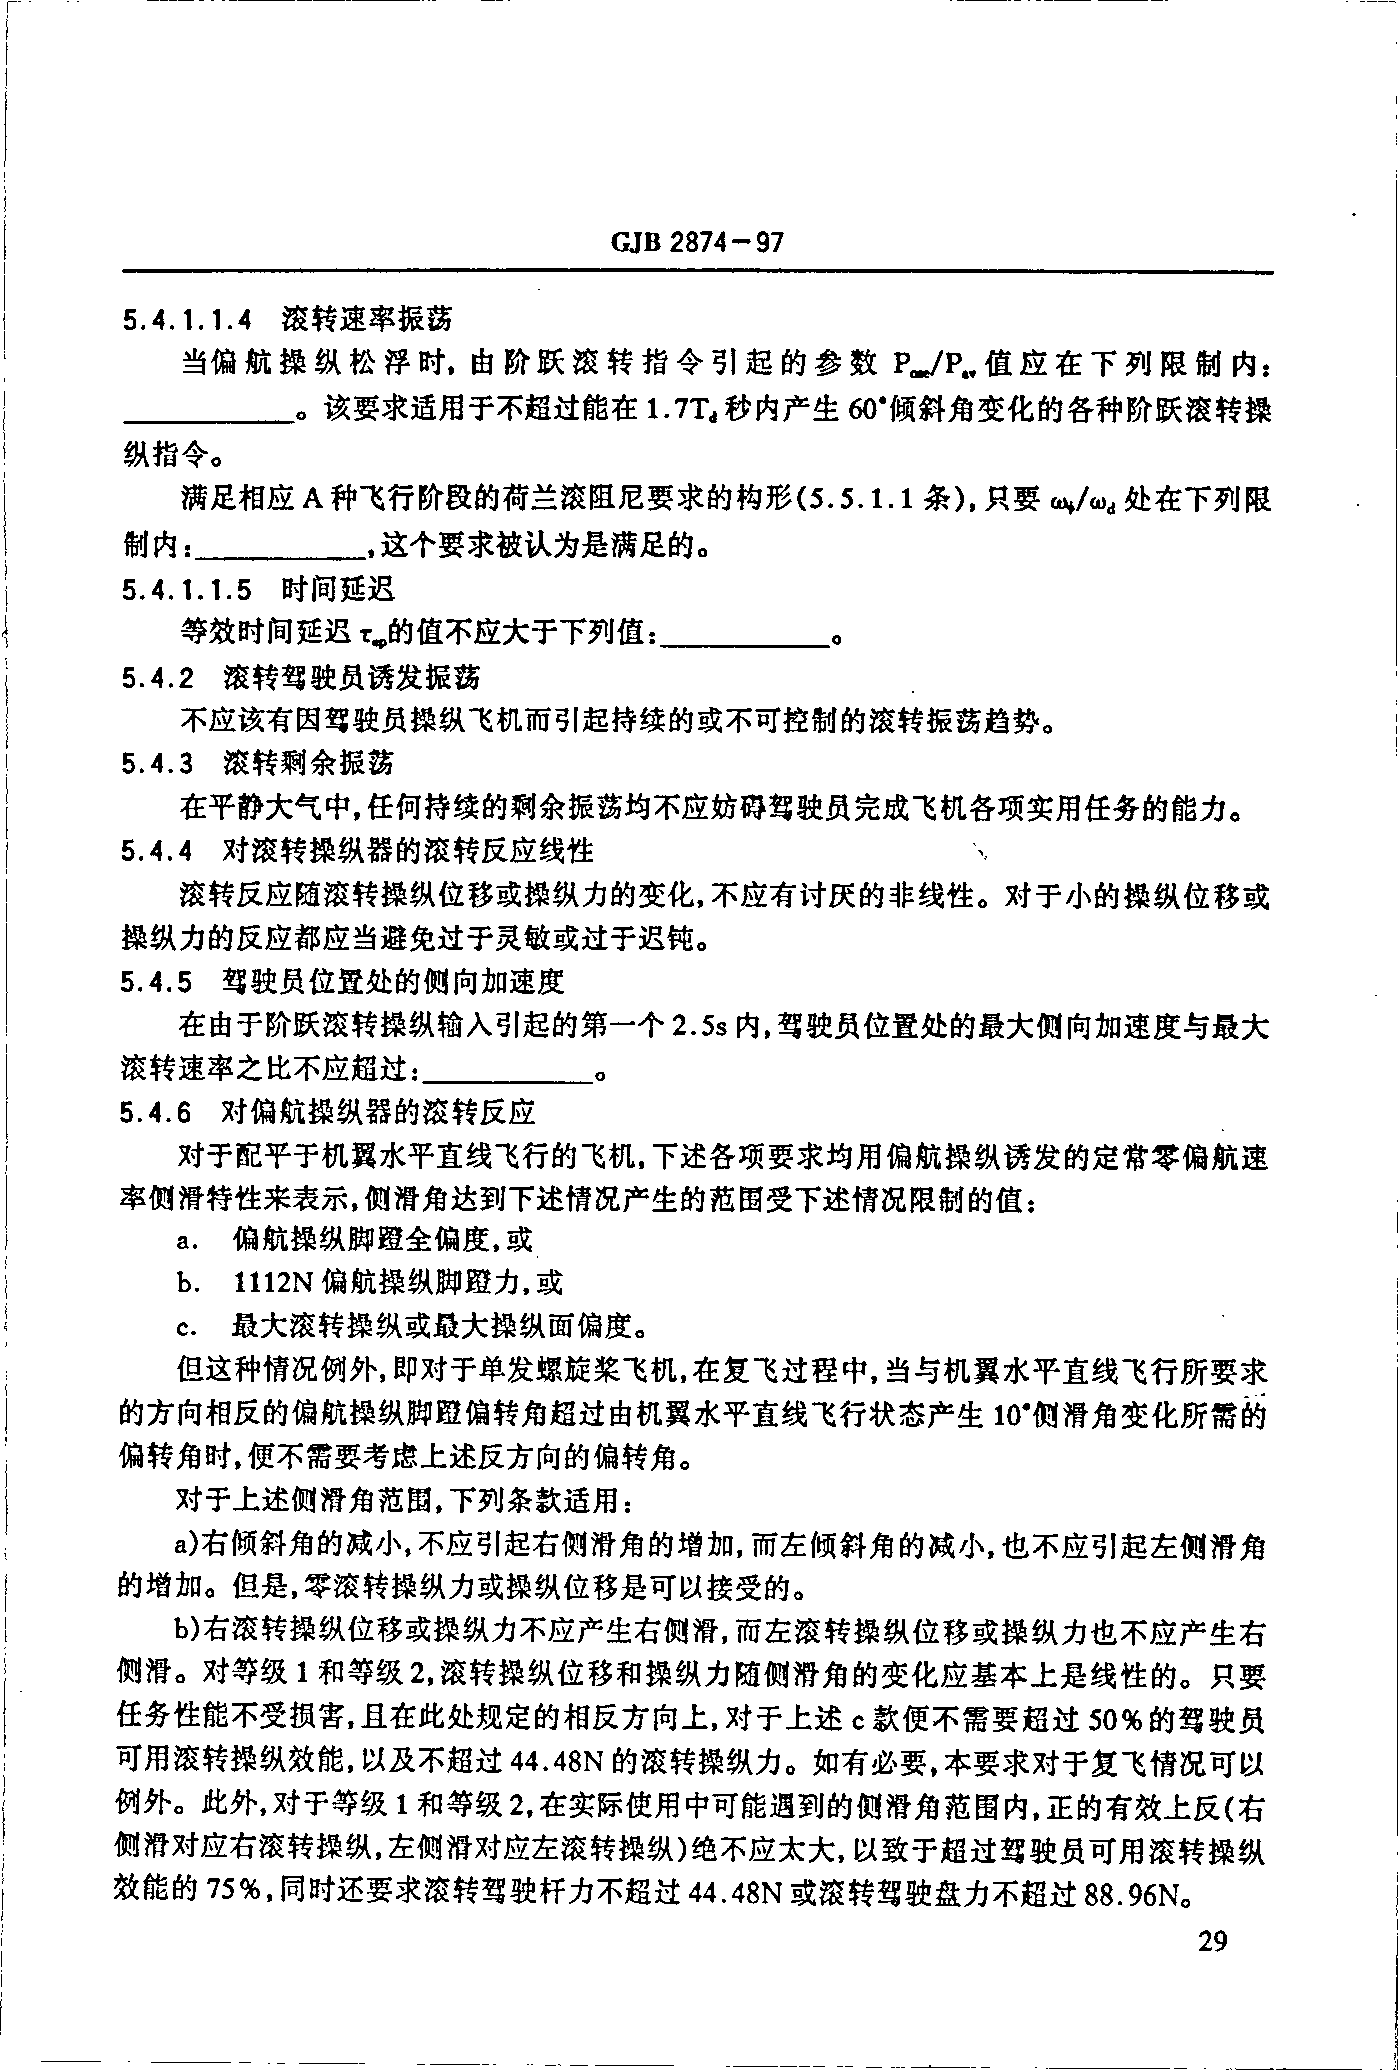 GJB 2874-97
5.4.1.1.4 滚转速率振荡
当偏航操纵松浮时,由阶跃滚转指令引起的参数 Posc/Pav值应在下列限制内:
____________。该要求适用于不超过能在1.7Td秒内产生60°倾斜角变化的各种阶跃滚转操
纵指令。
满足相应A种飞行阶段的荷兰滚阻尼要求的构形(5.5.1.1条),只要 ωφ/ωd 处在下列限
制内:____________,这个要求被认为是满足的。
5.4.1.1.5 时间延迟
等效时间延迟 τep的值不应大于下列值:____________。
5.4.2 滚转驾驶员诱发振荡
不应该有因驾驶员操纵飞机而引起持续的或不可控制的滚转振荡趋势。
5.4.3 滚转剩余振荡
在平静大气中,任何持续的剩余振荡均不应妨碍驾驶员完成飞机各项实用任务的能力。
5.4.4 对滚转操纵器的滚转反应线性
滚转反应随滚转操纵位移或操纵力的变化,不应有讨厌的非线性。对于小的操纵位移或
操纵力的反应都应当避免过于灵敏或过于迟钝。
5.4.5 驾驶员位置处的侧向加速度
在由于阶跃滚转操纵输入引起的第一个2.5s内,驾驶员位置处的最大侧向加速度与最大
滚转速率之比不应超过:____________。
5.4.6 对偏航操纵器的滚转反应
对于配平于机翼水平直线飞行的飞机,下述各项要求均用偏航操纵诱发的定常零偏航速
率侧滑特性来表示,侧滑角达到下述情况产生的范围受下述情况限制的值:
a. 偏航操纵脚蹬全偏度,或
b. 1112N偏航操纵脚蹬力,或
c. 最大滚转操纵或最大操纵面偏度。
但这种情况例外,即对于单发螺旋桨飞机,在复飞过程中,当与机翼水平直线飞行所要求
的方向相反的偏航操纵脚蹬偏转角超过由机翼水平直线飞行状态产生10°侧滑角变化所需的
偏转角时,便不需要考虑上述反方向的偏转角。
对于上述侧滑角范围,下列条款适用:
a)右倾斜角的减小,不应引起右侧滑角的增加,而左倾斜角的减小,也不应引起左侧滑角
的增加。但是,零滚转操纵力或操纵位移是可以接受的。
b)右滚转操纵位移或操纵力不应产生右侧滑,而左滚转操纵位移或操纵力也不应产生右
侧滑。对等级1和等级2,滚转操纵位移和操纵力随侧滑角的变化应基本上是线性的。只要
任务性能不受损害,且在此处规定的相反方向上,对于上述c款便不需要超过50%的驾驶员
可用滚转操纵效能,以及不超过44.48N的滚转操纵力。如有必要,本要求对于复飞情况可以
例外。此外,对于等级1和等级2,在实际使用中可能遇到的侧滑角范围内,正的有效上反(右
侧滑对应右滚转操纵,左侧滑对应左滚转操纵)绝不应太大,以致于超过驾驶员可用滚转操纵
效能的75%,同时还要求滚转驾驶杆力不超过44.48N或滚转驾驶盘力不超过88.96N。
29